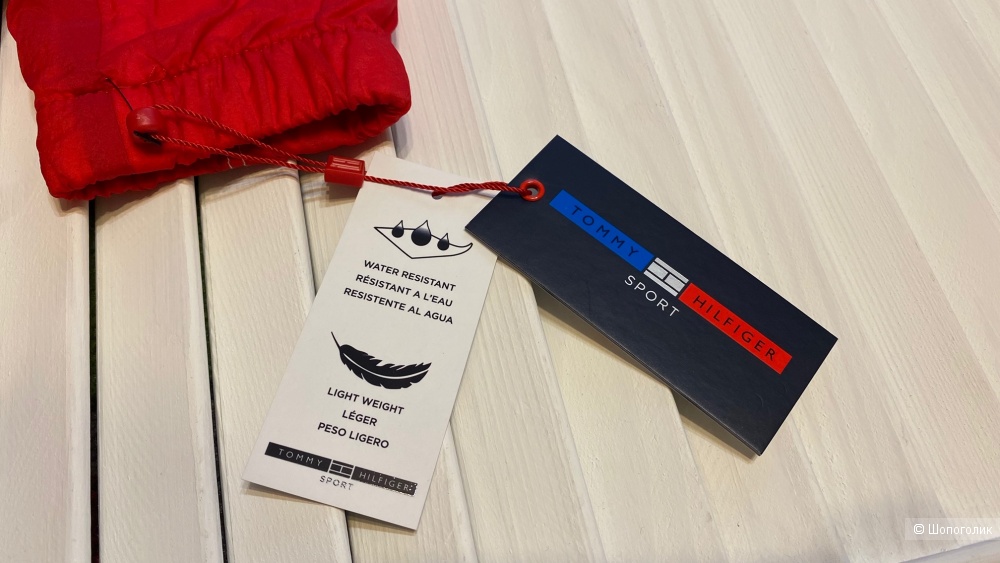 WATER RESISTANT
RÉSISTANT A L'EAU
RESISTENTE AL AGUA
LIGHT WEIGHT
LÉGER
PESO LIGERO
TOMMY HILFIGER
SPORT
TOMMY HILFIGER
SPORT
© Шопоголик